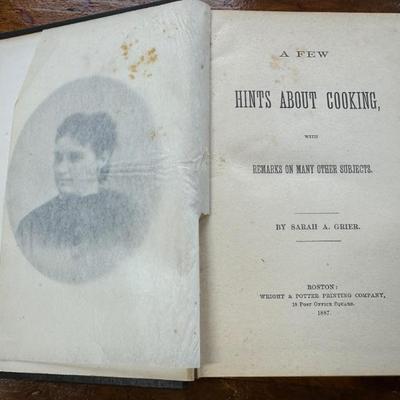 A FEW
HINTS ABOUT COOKING,
WITH
REMARKS ON MANY OTHER SUBJECTS.
BY SARAH A. GRIER.
BOSTON:
WRIGHT & POTTER PRINTING COMPANY,
18 POST OFFICE SQUARE.
1887.